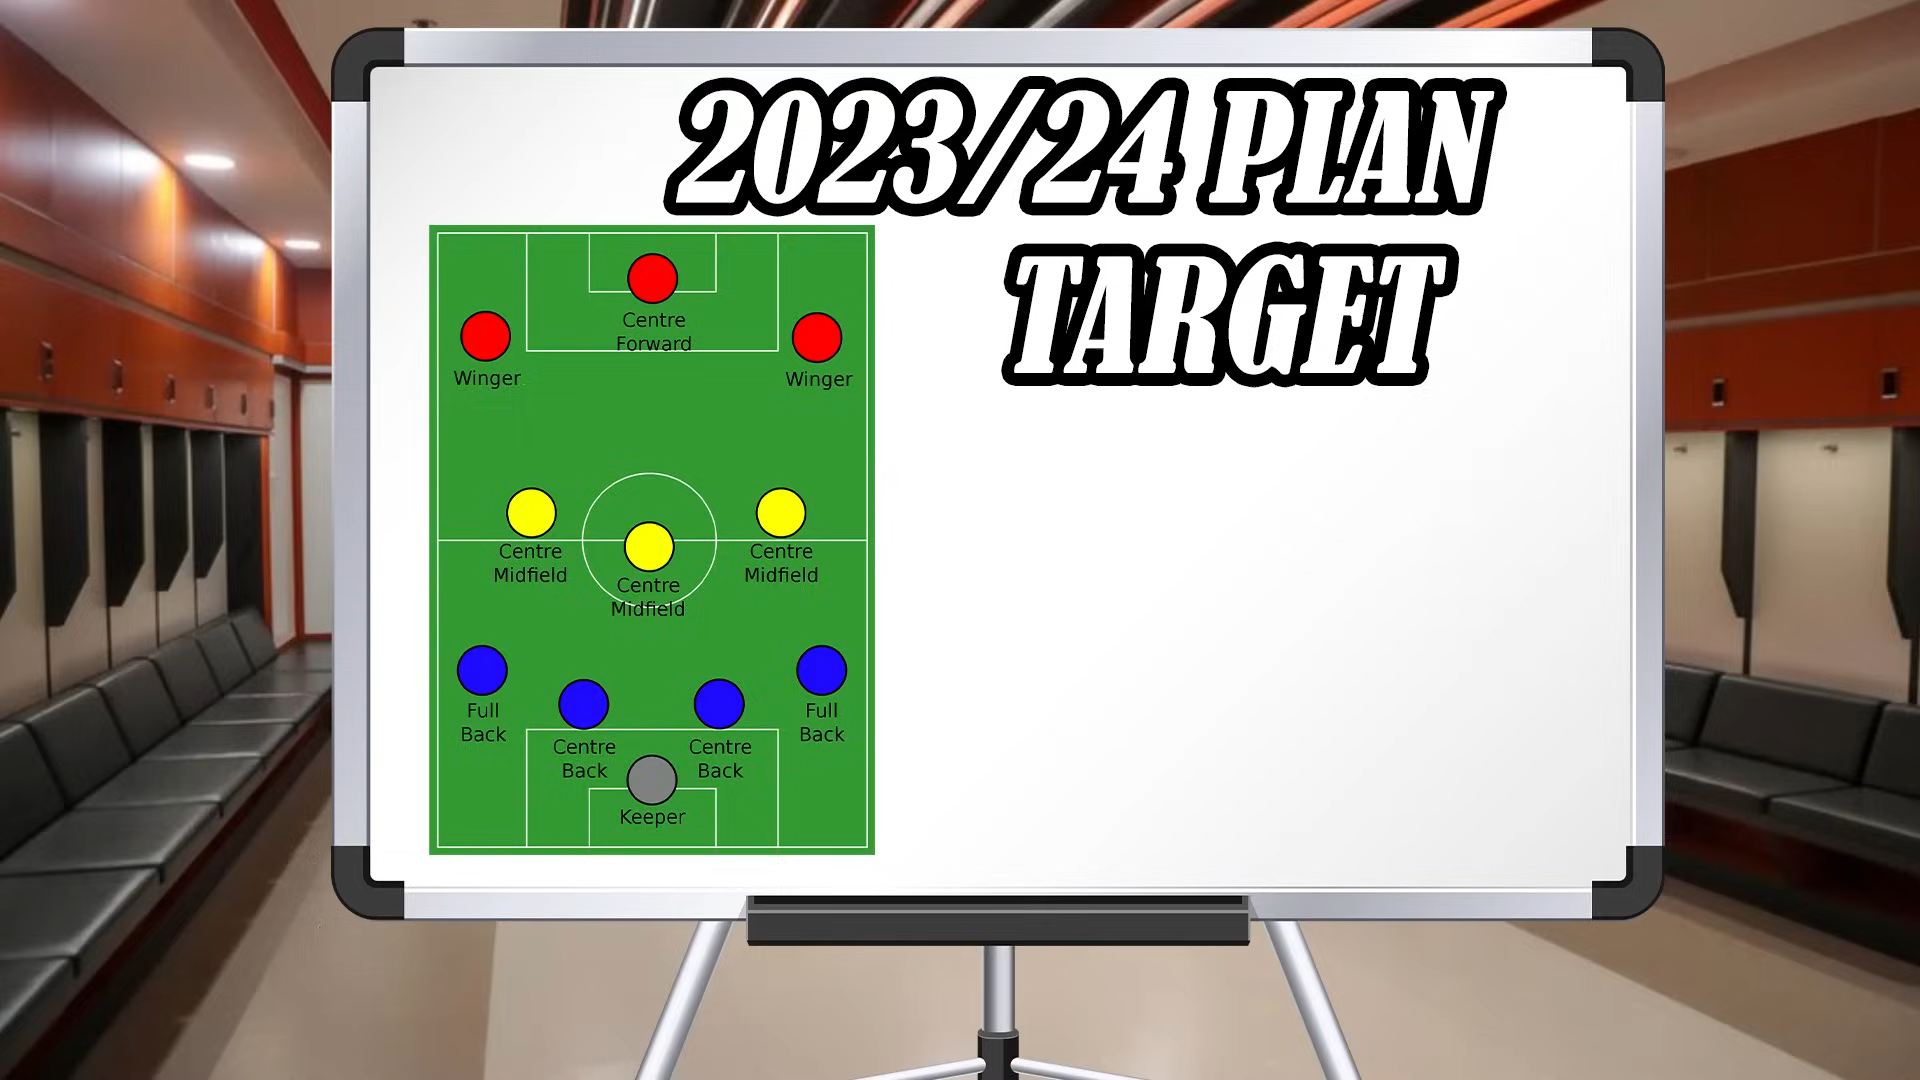 2023/24 PLAN
TARGET
Centre
Forward
Winger
Winger
Centre
Midfield
Centre
Midfield
Centre
Midfield
Full
Back
Full
Back
Centre
Back
Centre
Back
Keeper